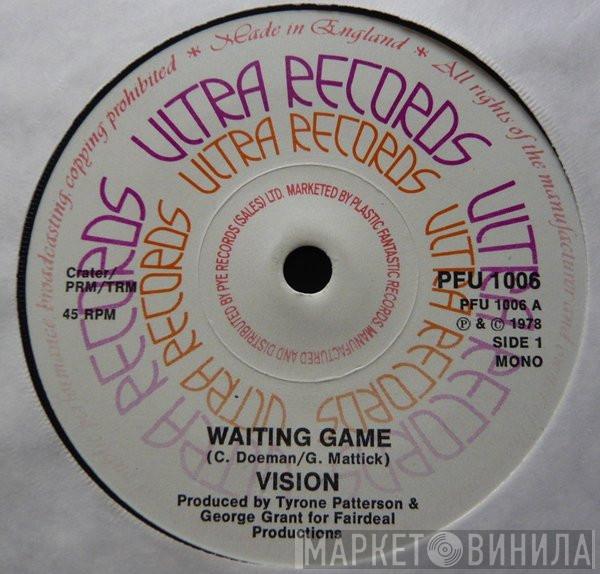 performance broadcasting, copying prohibited * Made in England * All rights of the manufacturer and
ULTRA RECORDS ULTRA RECORDS ULTRA RECORDS
ULTRA RECORDS ULTRA RECORDS ULTRA RECORDS
MANUFACTURED AND DISTRIBUTED BY PYE RECORDS (SALES) LTD. MARKETED BY PLASTIC FANTASTIC RECORDS
Crater/
PRM/TRM
45 RPM
PFU 1006
PFU 1006 A
Ⓟ & © 1978
SIDE 1
MONO
WAITING GAME
(C. Doeman/G. Mattick)
VISION
Produced by Tyrone Patterson &
George Grant for Fairdeal
Productions
МАРКЕТ ВИНИЛА